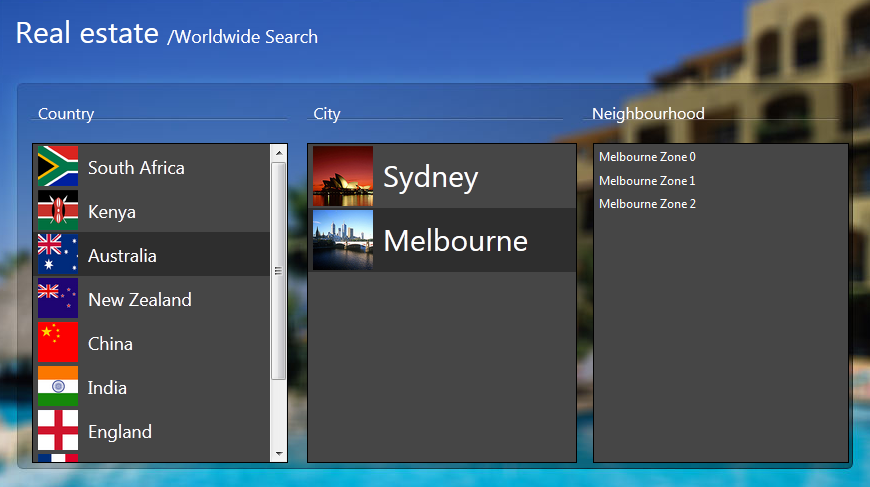 Real estate /Worldwide Search
Country
City
Neighbourhood
South Africa
Kenya
Australia
New Zealand
China
India
England
Sydney
Melbourne
Melbourne Zone 0
Melbourne Zone 1
Melbourne Zone 2